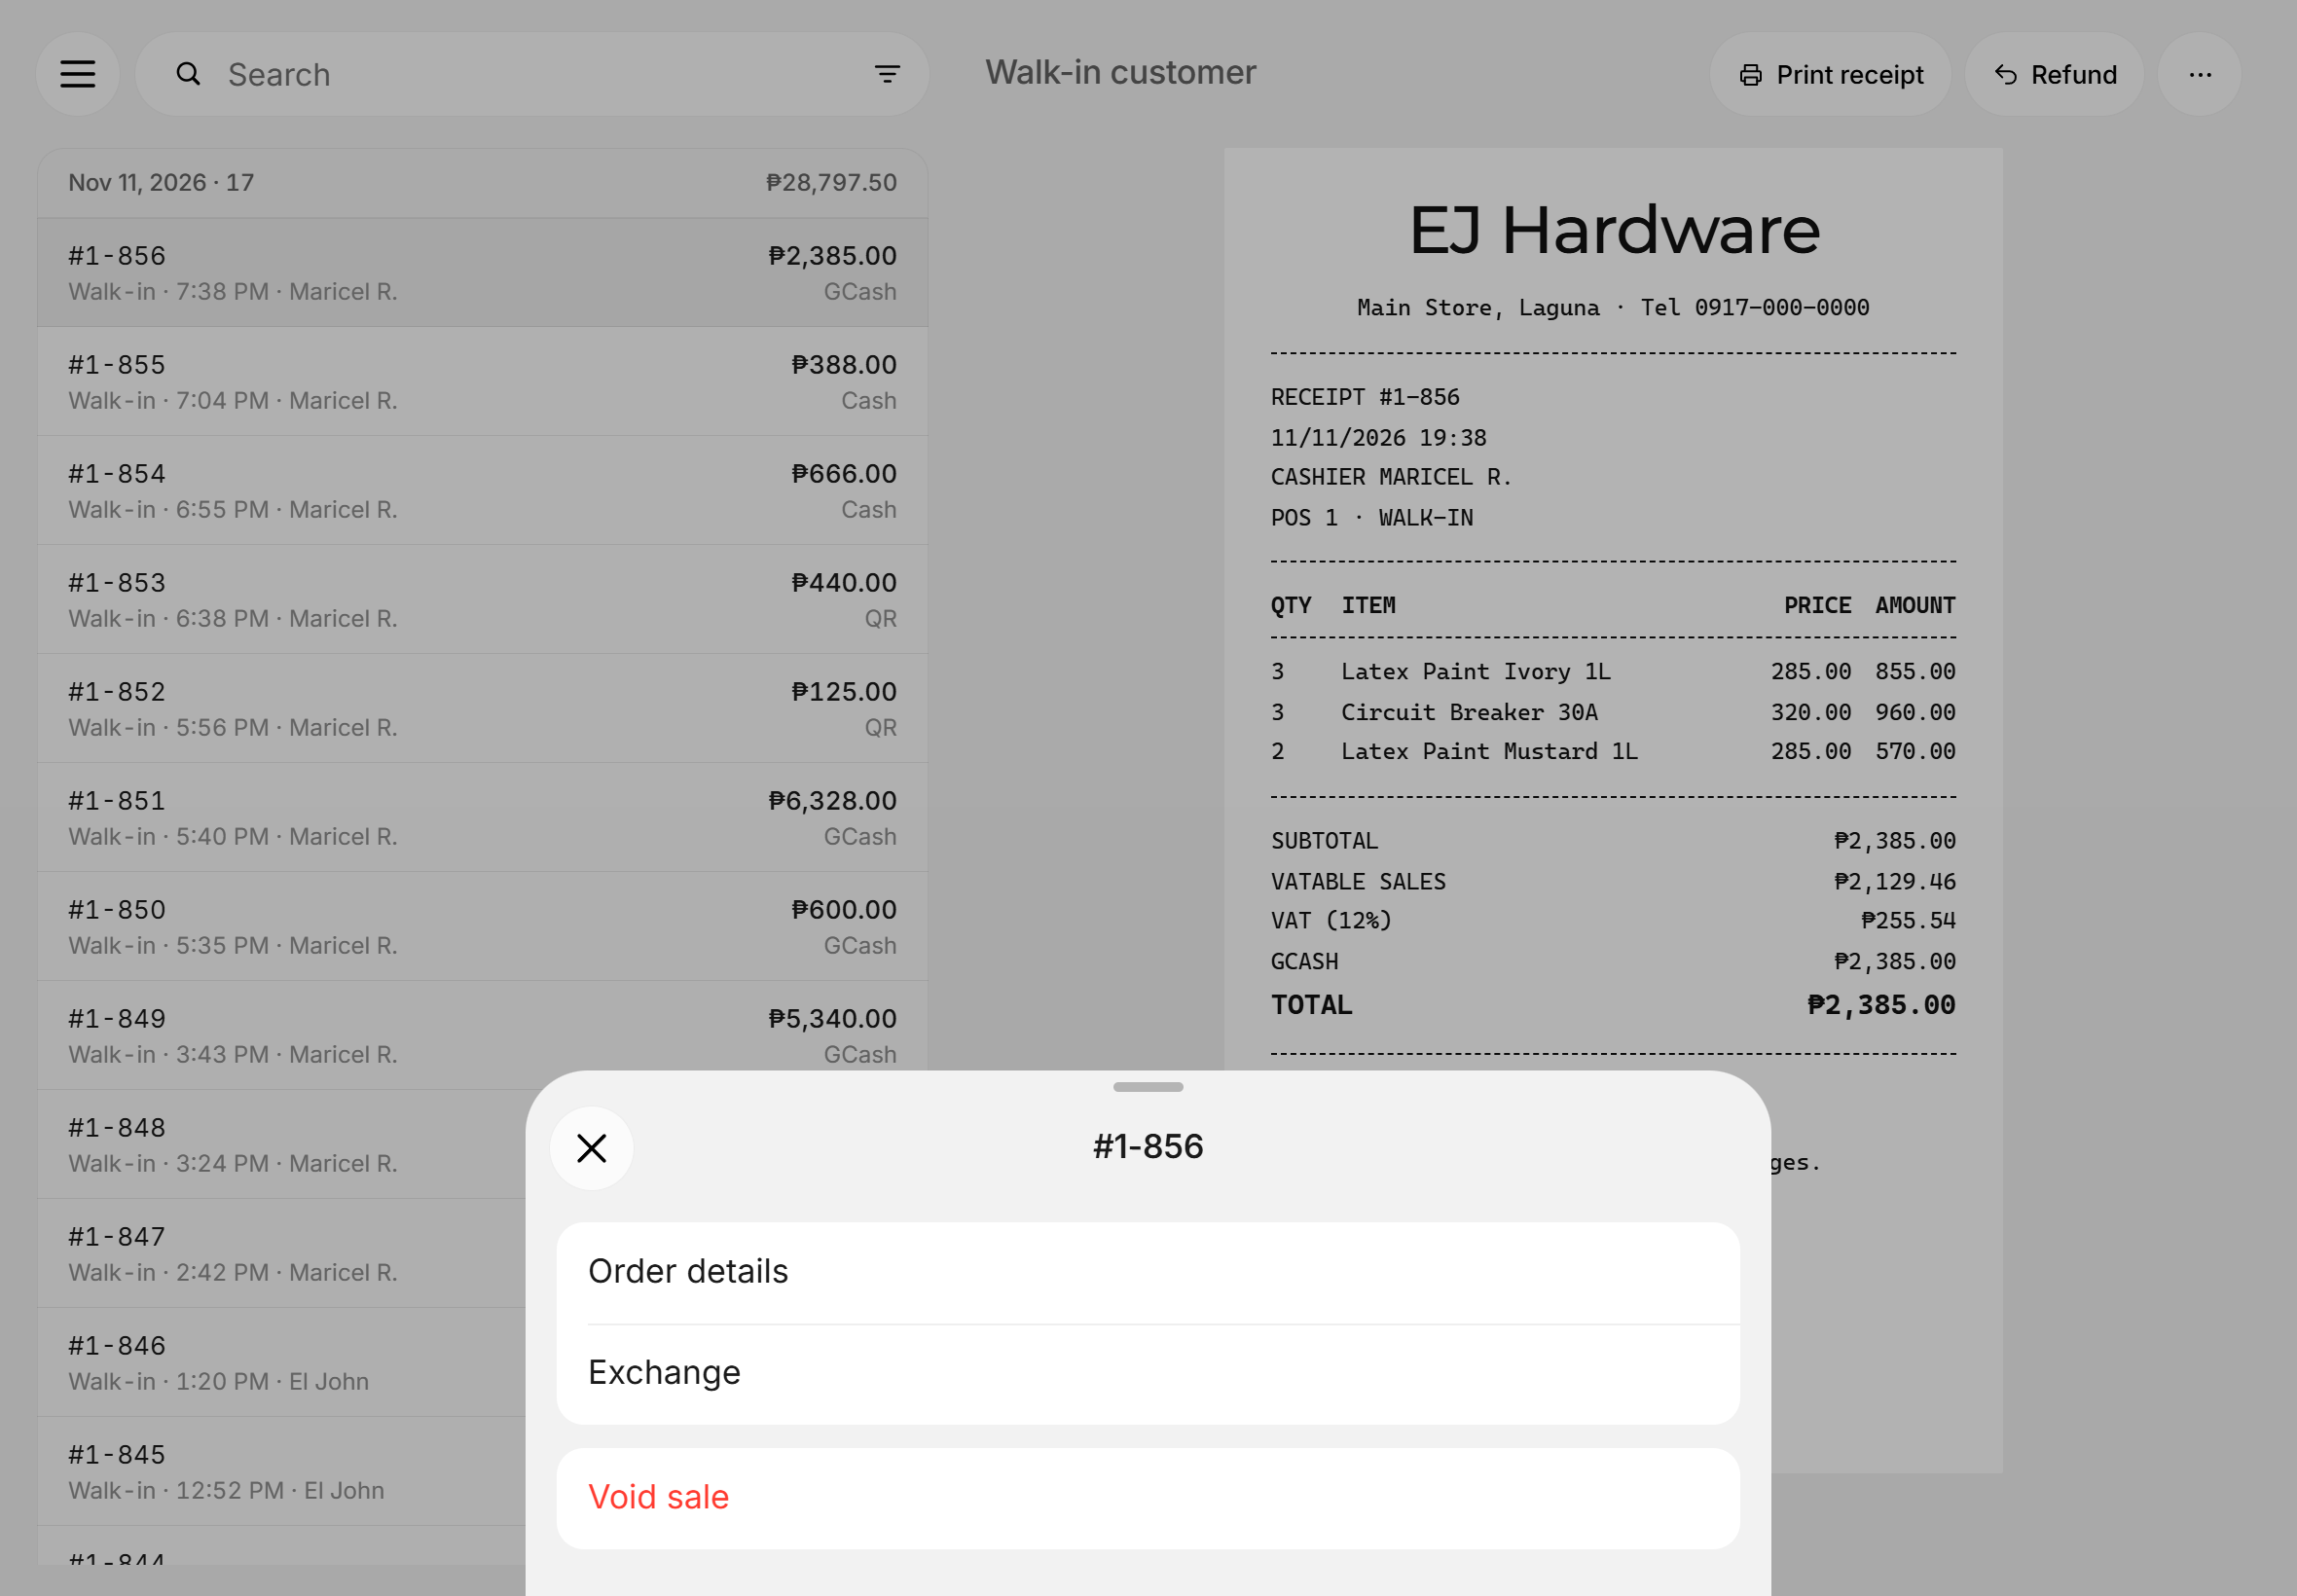 Search
Walk-in customer
Print receipt
Refund
Nov 11, 2026 · 17 ₱28,797.50
#1-856 ₱2,385.00
Walk-in · 7:38 PM · Maricel R. GCash
#1-855 ₱388.00
Walk-in · 7:04 PM · Maricel R. Cash
#1-854 ₱666.00
Walk-in · 6:55 PM · Maricel R. Cash
#1-853 ₱440.00
Walk-in · 6:38 PM · Maricel R. QR
#1-852 ₱125.00
Walk-in · 5:56 PM · Maricel R. QR
#1-851 ₱6,328.00
Walk-in · 5:40 PM · Maricel R. GCash
#1-850 ₱600.00
Walk-in · 5:35 PM · Maricel R. GCash
#1-849 ₱5,340.00
Walk-in · 3:43 PM · Maricel R. GCash
#1-848
Walk-in · 3:24 PM · Maricel R.
#1-847
Walk-in · 2:42 PM · Maricel R.
#1-846
Walk-in · 1:20 PM · El John
#1-845
Walk-in · 12:52 PM · El John
#1-844
EJ Hardware
Main Store, Laguna · Tel 0917-000-0000
RECEIPT #1-856
11/11/2026 19:38
CASHIER MARICEL R.
POS 1 · WALK-IN
QTY ITEM PRICE AMOUNT
3 Latex Paint Ivory 1L 285.00 855.00
3 Circuit Breaker 30A 320.00 960.00
2 Latex Paint Mustard 1L 285.00 570.00
SUBTOTAL ₱2,385.00
VATABLE SALES ₱2,129.46
VAT (12%) ₱255.54
GCASH ₱2,385.00
TOTAL ₱2,385.00
ges.
#1-856
Order details
Exchange
Void sale